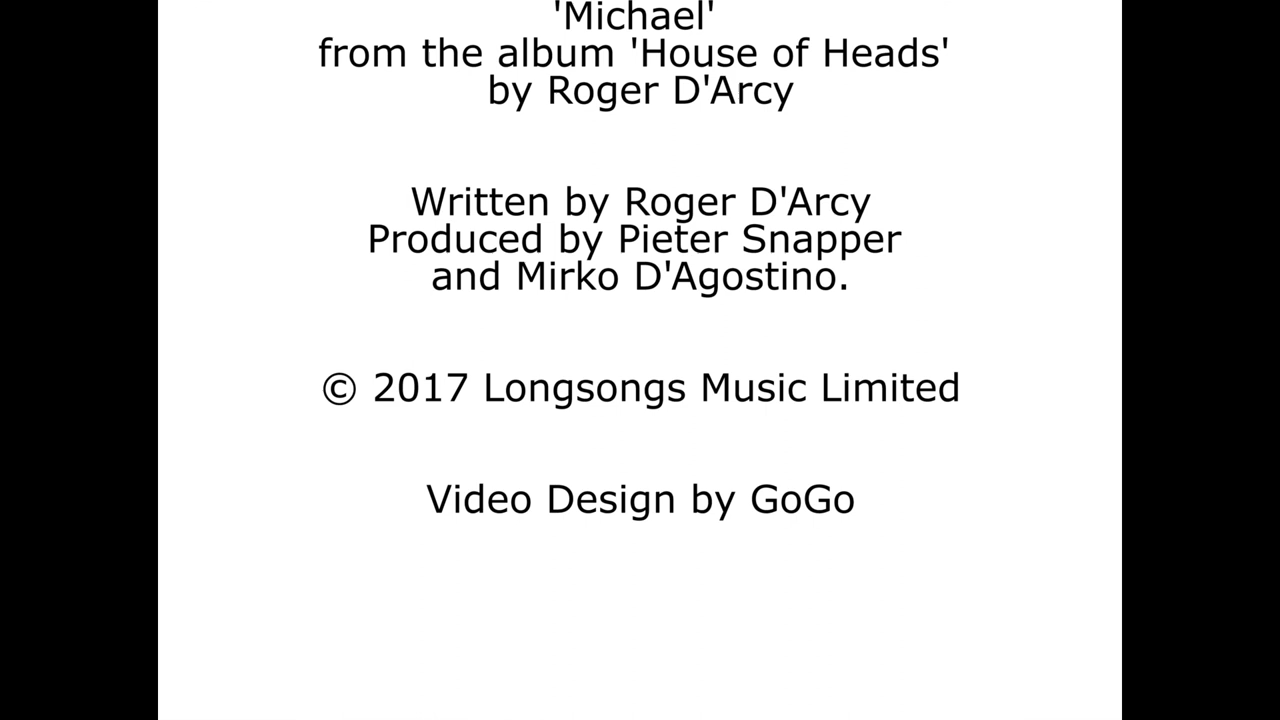 'Michael'
from the album 'House of Heads'
by Roger D'Arcy
Written by Roger D'Arcy
Produced by Pieter Snapper
and Mirko D'Agostino.
© 2017 Longsongs Music Limited
Video Design by GoGo